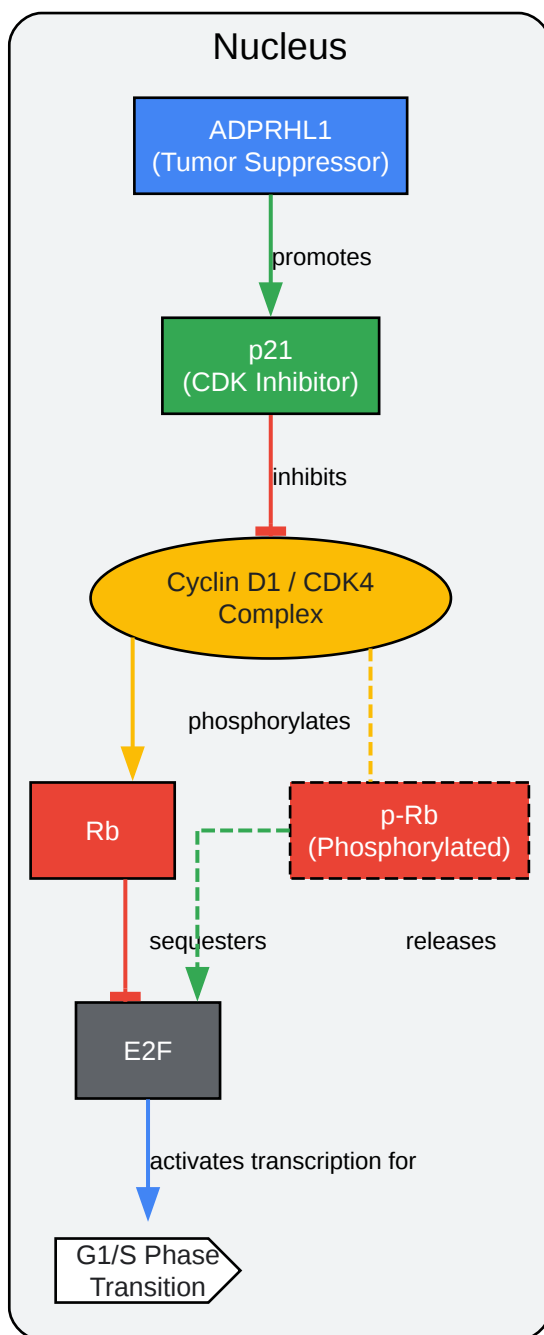 Nucleus
ADPRHL1
(Tumor Suppressor)
promotes
p21
(CDK Inhibitor)
inhibits
Cyclin D1 / CDK4
Complex
phosphorylates
Rb
p-Rb
(Phosphorylated)
sequesters
releases
E2F
activates transcription for
G1/S Phase
Transition